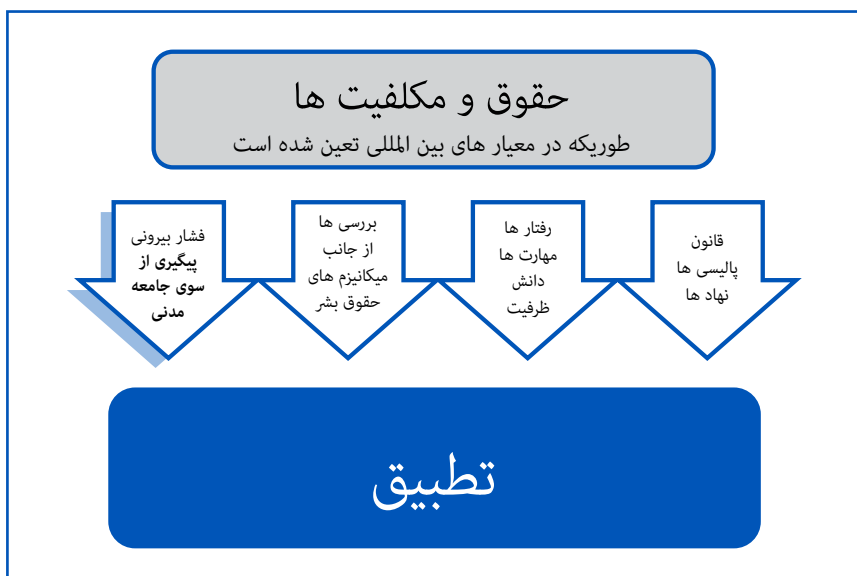 حقوق و مکلفیت ها
طوریکه در معیار های بین المللی تعین شده است
قانون
پالیسی ها
نهاد ها
رفتار ها
مهارت ها
دانش
ظرفیت
بررسی ها
از جانب
میکانیزم های
حقوق بشر
فشار بیرونی
پیگیری از
سوی جامعه
مدنی
تطبیق